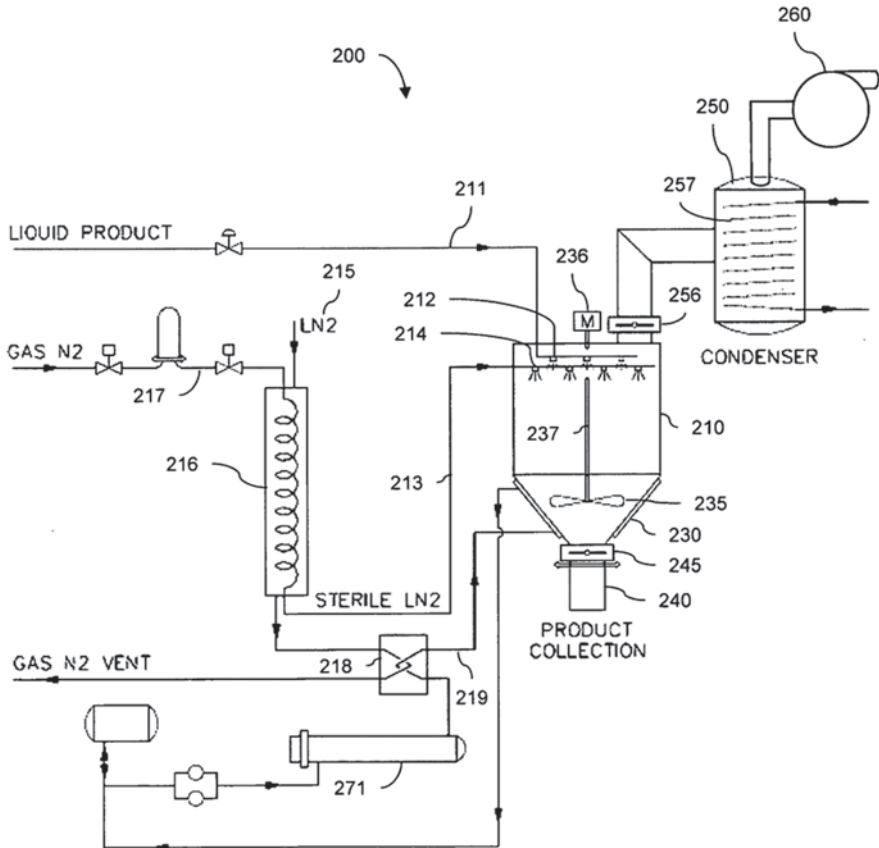 260
200
250
257
211
LIQUID PRODUCT
236
215
212
M
256
LN2
214
GAS N2
CONDENSER
217
237
210
216
213
235
230
245
STERILE LN2
240
PRODUCT
COLLECTION
218
GAS N2 VENT
219
271